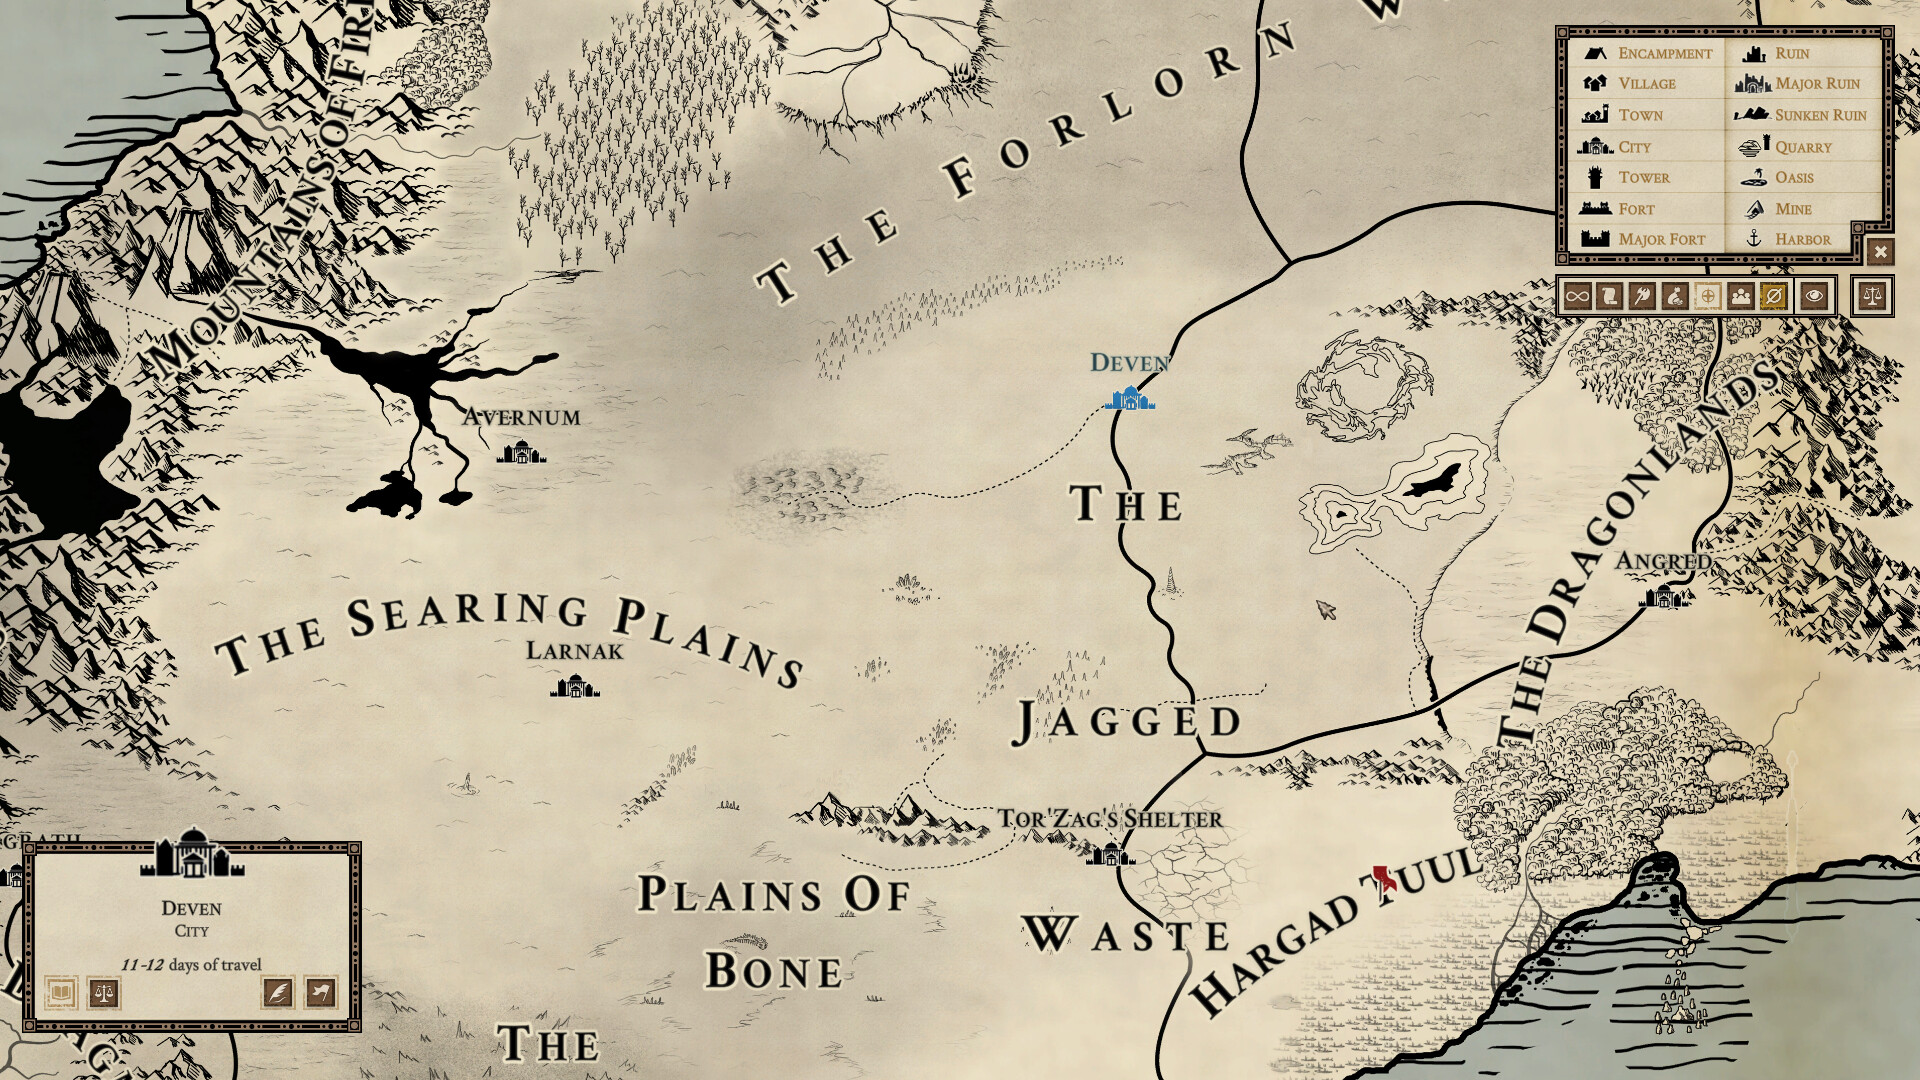 MOUNTAINS OF FIRE
THE FORLORN W
ENCAMPMENT
VILLAGE
TOWN
CITY
TOWER
FORT
MAJOR FORT
RUIN
MAJOR RUIN
SUNKEN RUIN
QUARRY
OASIS
MINE
HARBOR
DEVEN
AVERNUM
THE
JAGGED
WASTE
THE DRAGONLANDS
ANGRED
THE SEARING PLAINS
LARNAK
TOR'ZAG'S SHELTER
PLAINS OF
BONE
HARGAD TUUL
THE
DEVEN
CITY
11-12 days of travel